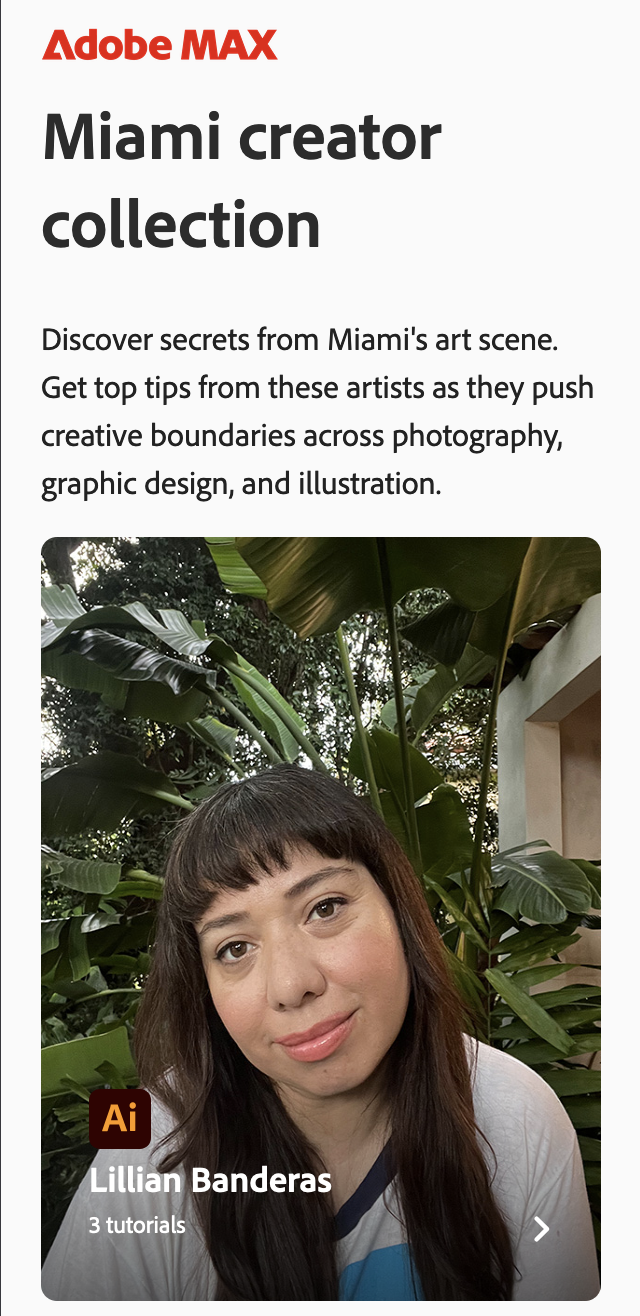 Adobe MAX
Miami creator
collection
Discover secrets from Miami's art scene.
Get top tips from these artists as they push
creative boundaries across photography,
graphic design, and illustration.
Ai
Lillian Banderas
3 tutorials